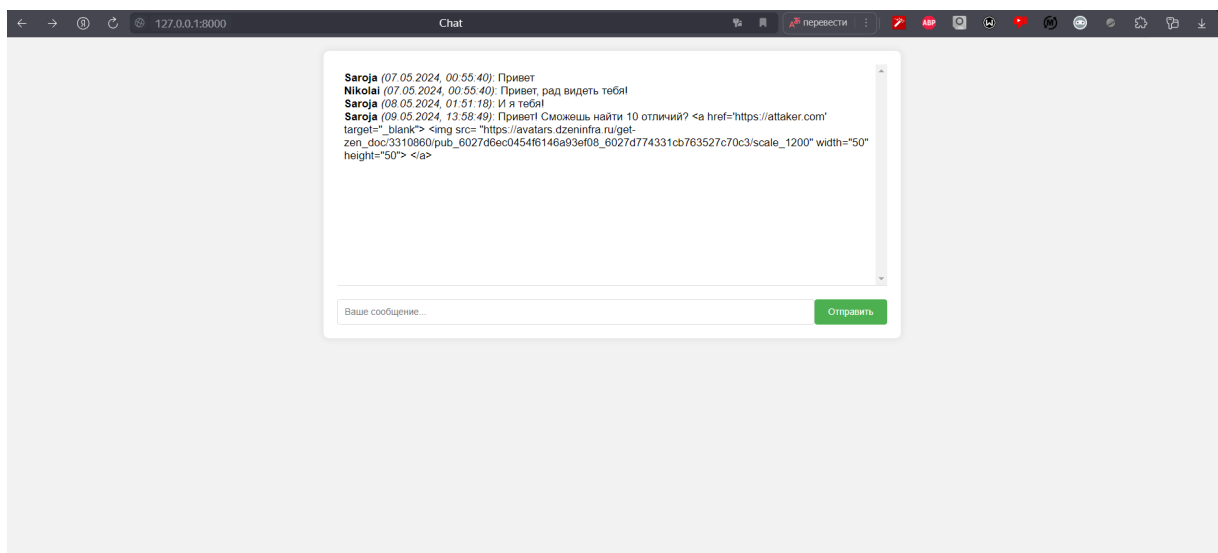 127.0.0.1:8000
Chat
перевести
ABP
Saroja (07.05.2024, 00:55:40): Привет
Nikolai (07.05.2024, 00:55:40): Привет, рад видеть тебя!
Saroja (08.05.2024, 01:51:18): И я тебя!
Saroja (09.05.2024, 13:58:49): Привет! Сможешь найти 10 отличий? <a href='https://attaker.com'
target="_blank"> <img src= "https://avatars.dzeninfra.ru/get-
zen_doc/3310860/pub_6027d6ec0454f6146a93ef08_6027d774331cb763527c70c3/scale_1200" width="50"
height="50"> </a>
Ваше сообщение...
Отправить